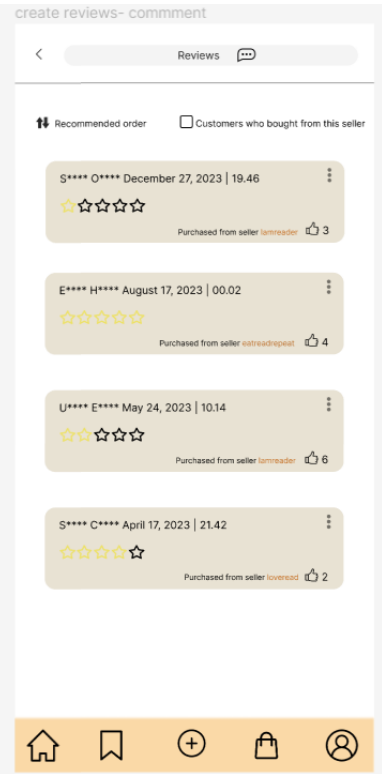 create reviews- commment
Reviews
Recommended order
Customers who bought from this seller
S**** O**** December 27, 2023 | 19.46
Purchased from seller Iamreader 3
E**** H**** August 17, 2023 | 00.02
Purchased from seller eatreadrepeat 4
U**** E**** May 24, 2023 | 10.14
Purchased from seller Iamreader 6
S**** C**** April 17, 2023 | 21.42
Purchased from seller loveread 2